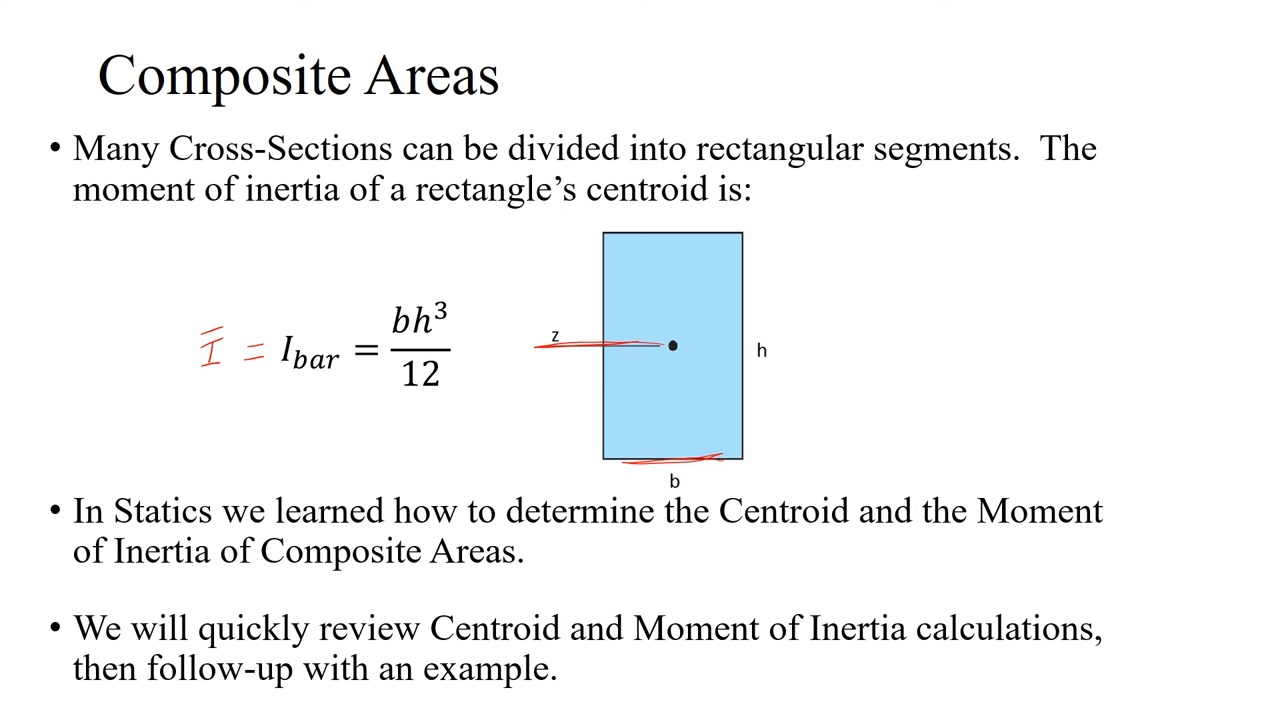 Composite Areas
• Many Cross-Sections can be divided into rectangular segments.  The
moment of inertia of a rectangle’s centroid is:
Ī = I_bar = bh³/12
z
h
b
• In Statics we learned how to determine the Centroid and the Moment
of Inertia of Composite Areas.
• We will quickly review Centroid and Moment of Inertia calculations,
then follow-up with an example.